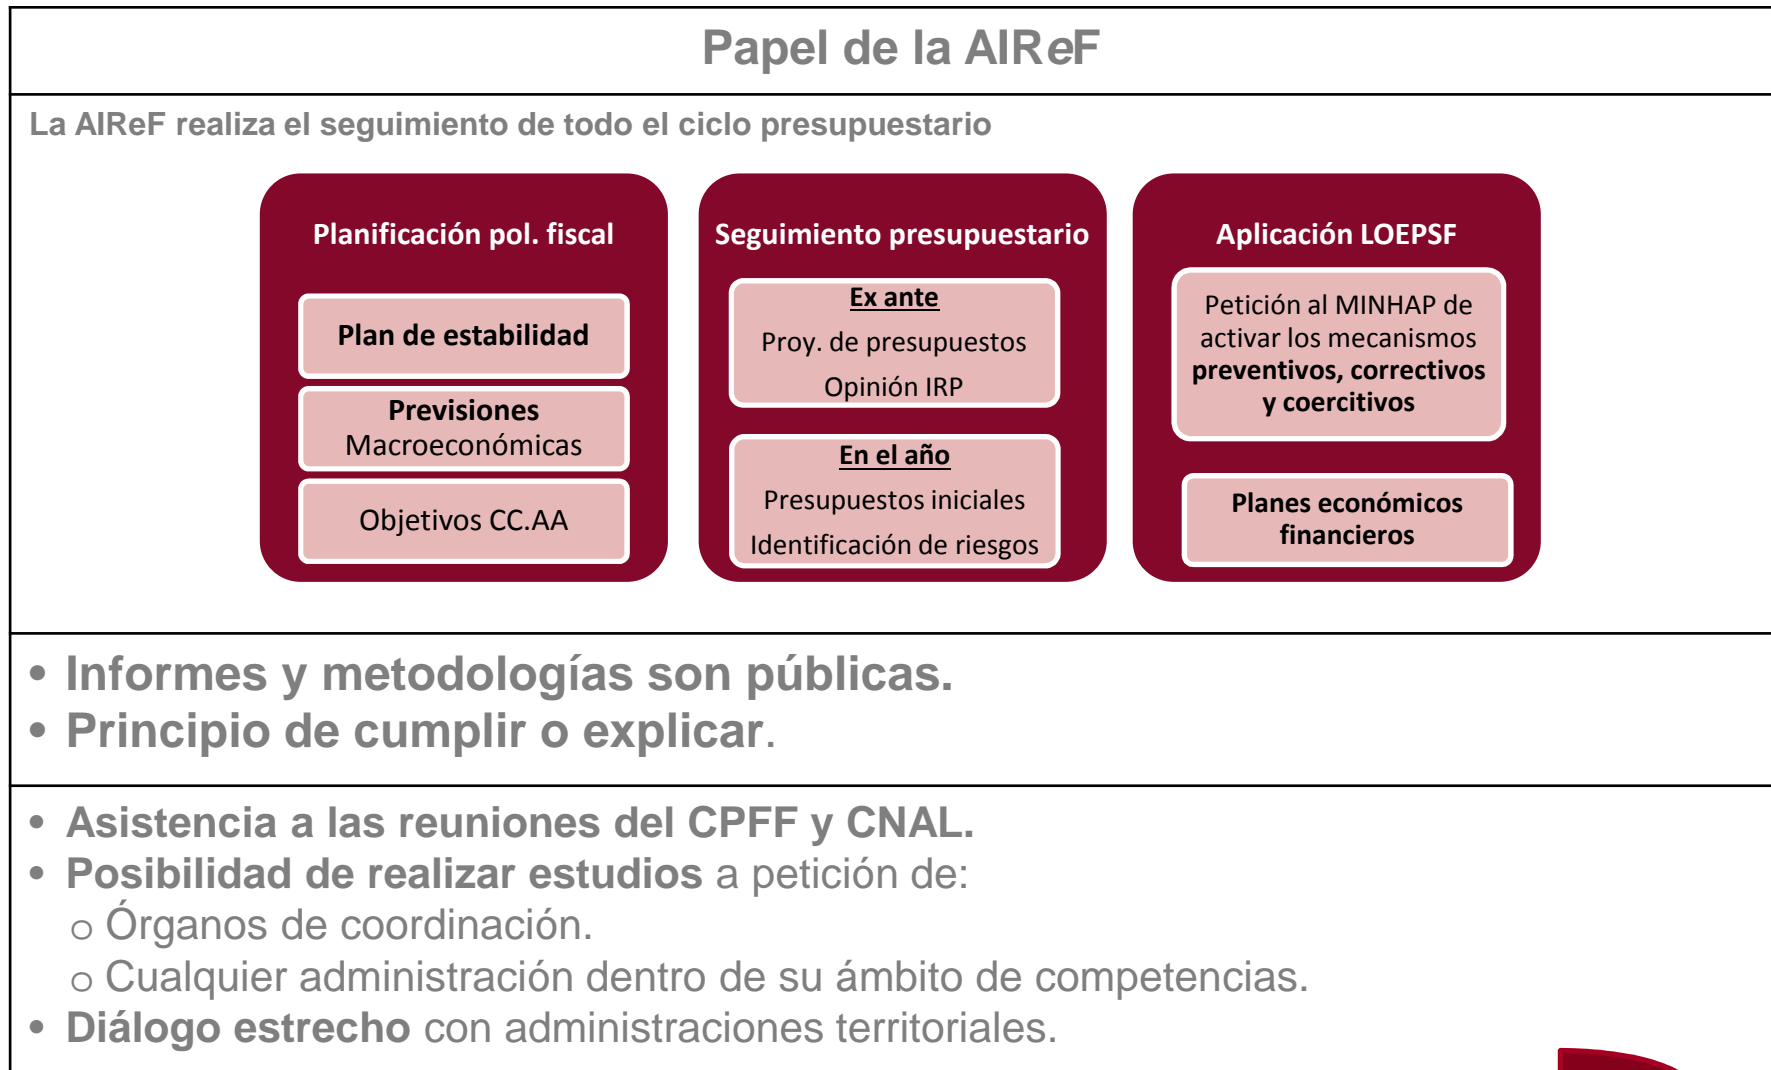 Papel de la AIReF
La AIReF realiza el seguimiento de todo el ciclo presupuestario
Planificación pol. fiscal
Plan de estabilidad
Previsiones
Macroeconómicas
Objetivos CC.AA
Seguimiento presupuestario
Ex ante
Proy. de presupuestos
Opinión IRP
En el año
Presupuestos iniciales
Identificación de riesgos
Aplicación LOEPSF
Petición al MINHAP de
activar los mecanismos
preventivos, correctivos
y coercitivos
Planes económicos
financieros
• Informes y metodologías son públicas.
• Principio de cumplir o explicar.
• Asistencia a las reuniones del CPFF y CNAL.
• Posibilidad de realizar estudios a petición de:
o Órganos de coordinación.
o Cualquier administración dentro de su ámbito de competencias.
• Diálogo estrecho con administraciones territoriales.